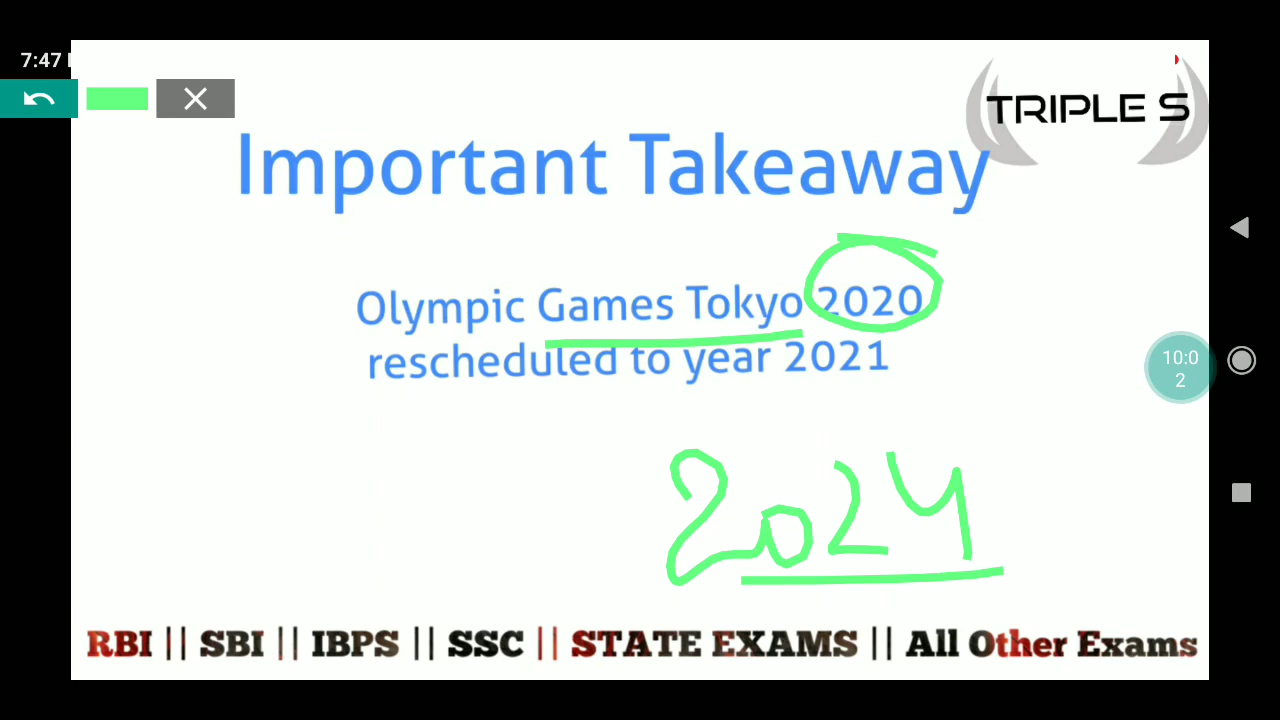 7:47
TRIPLE S
Important Takeaway
Olympic Games Tokyo 2020
rescheduled to year 2021
10:0
2
2024
RBI || SBI || IBPS || SSC || STATE EXAMS || All Other Exams